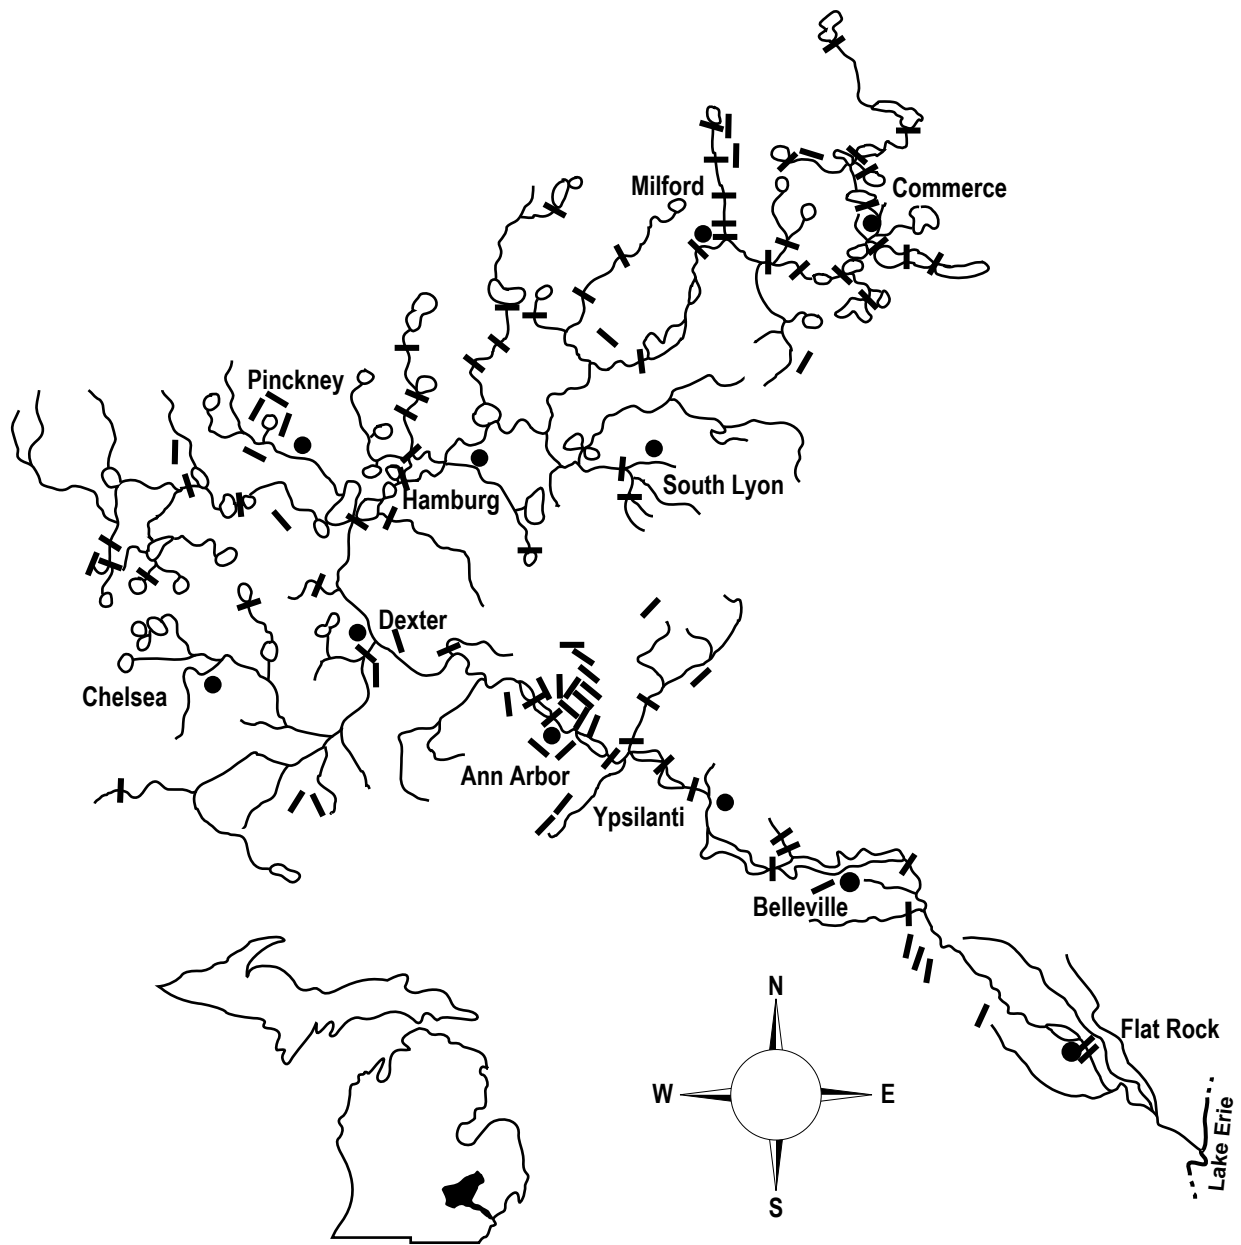 Milford
Commerce
Pinckney
South Lyon
Hamburg
Dexter
Chelsea
Ann Arbor
Ypsilanti
Belleville
N
Flat Rock
W
E
Lake Erie
S